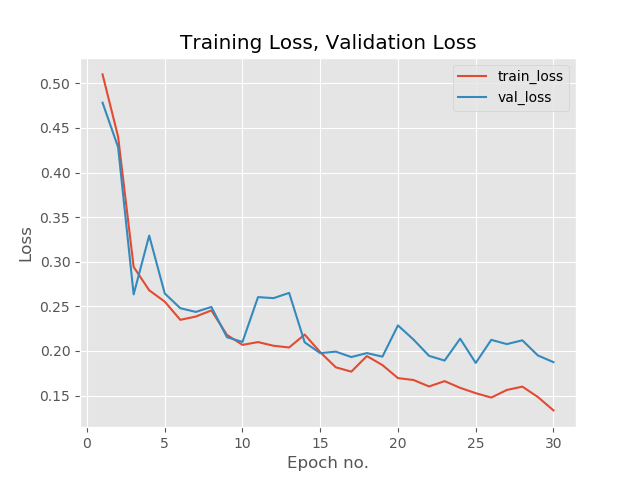 Training Loss, Validation Loss
train_loss
val_loss
0.50
0.45
0.40
0.35
0.30
0.25
0.20
0.15
Loss
0 5 10 15 20 25 30
Epoch no.